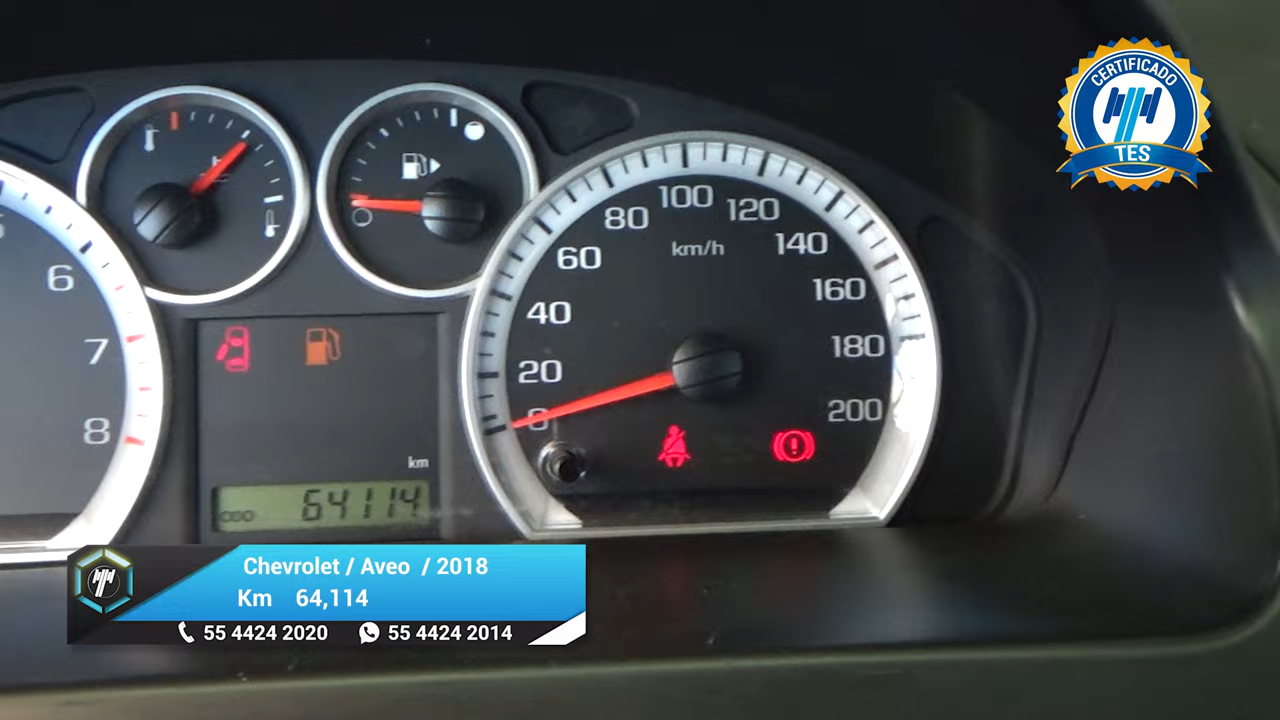 CERTIFICADO
TES
100
80
120
km/h
60
140
40
160
6
7
180
20
8
0
200
km
ODO 64114
Chevrolet / Aveo / 2018
Km 64,114
55 4424 2020 55 4424 2014